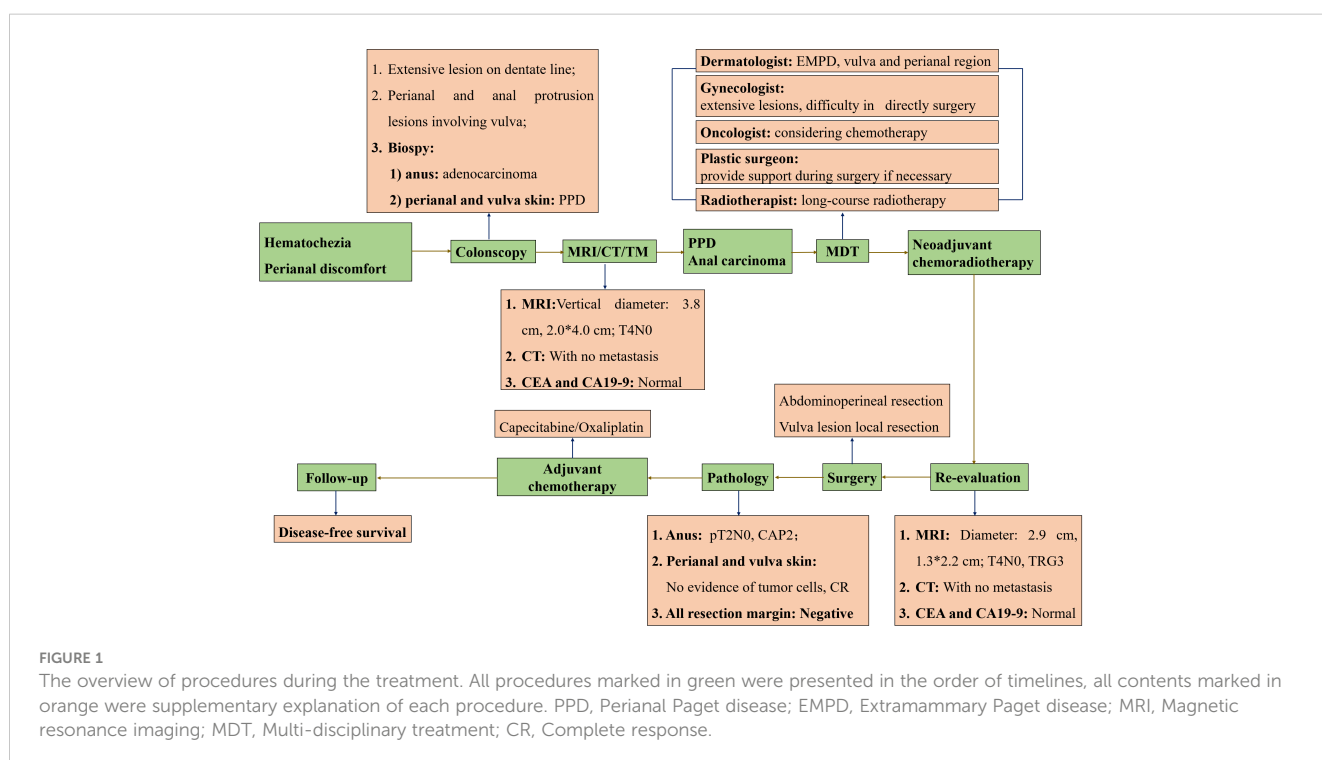 1. Extensive lesion on dentate line;
2. Perianal and anal protrusion
lesions involving vulva;
3. Biospy:
1) anus: adenocarcinoma
2) perianal and vulva skin: PPD
Dermatologist: EMPD, vulva and perianal region
Gynecologist:
extensive lesions, difficulty in directly surgery
Oncologist: considering chemotherapy
Plastic surgeon:
provide support during surgery if necessary
Radiotherapist: long-course radiotherapy
Hematochezia
Perianal discomfort
Colonscopy
MRI/CT/TM
PPD
Anal carcinoma
MDT
Neoadjuvant
chemoradiotherapy
1. MRI:Vertical diameter: 3.8
cm, 2.0*4.0 cm; T4N0
2. CT: With no metastasis
3. CEA and CA19-9: Normal
Capecitabine/Oxaliplatin
Abdominoperineal resection
Vulva lesion local resection
Follow-up
Adjuvant
chemotherapy
Pathology
Surgery
Re-evaluation
Disease-free survival
1. Anus: pT2N0, CAP2;
2. Perianal and vulva skin:
No evidence of tumor cells, CR
3. All resection margin: Negative
1. MRI: Diameter: 2.9 cm,
1.3*2.2 cm; T4N0, TRG3
2. CT: With no metastasis
3. CEA and CA19-9: Normal
FIGURE 1
The overview of procedures during the treatment. All procedures marked in green were presented in the order of timelines, all contents marked in
orange were supplementary explanation of each procedure. PPD, Perianal Paget disease; EMPD, Extramammary Paget disease; MRI, Magnetic
resonance imaging; MDT, Multi-disciplinary treatment; CR, Complete response.